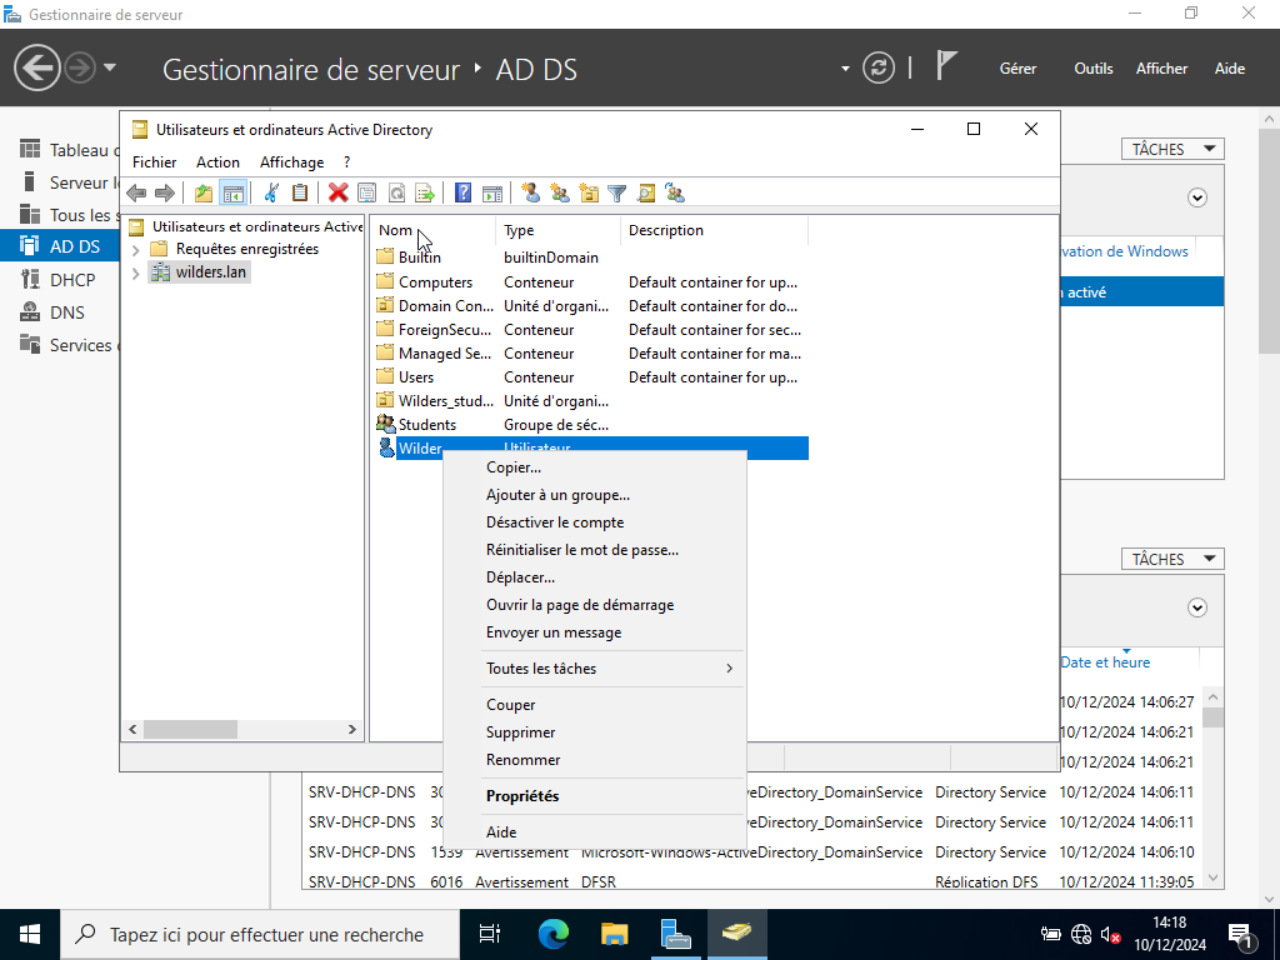 Gestionnaire de serveur
Gestionnaire de serveur ‣ AD DS
Gérer Outils Afficher Aide
Utilisateurs et ordinateurs Active Directory
Fichier Action Affichage ?
Tableau
Serveur
Tous les
AD DS
DHCP
DNS
Services
TÂCHES
Utilisateurs et ordinateurs Active
Requêtes enregistrées
wilders.lan
Nom Type Description
Builtin builtinDomain
Computers Conteneur Default container for up...
Domain Con... Unité d'organi... Default container for do...
ForeignSecu... Conteneur Default container for sec...
Managed Se... Conteneur Default container for ma...
Users Conteneur Default container for up...
Wilders_stud... Unité d'organi...
Students Groupe de séc...
Wilder Utilisateur
vation de Windows
activé
Copier...
Ajouter à un groupe...
Désactiver le compte
Réinitialiser le mot de passe...
Déplacer...
Ouvrir la page de démarrage
Envoyer un message
Toutes les tâches
Couper
Supprimer
Renommer
Propriétés
Aide
TÂCHES
Date et heure
10/12/2024 14:06:27
10/12/2024 14:06:21
10/12/2024 14:06:21
SRV-DHCP-DNS 30 veDirectory_DomainService Directory Service 10/12/2024 14:06:11
SRV-DHCP-DNS 30 veDirectory_DomainService Directory Service 10/12/2024 14:06:11
SRV-DHCP-DNS 1539 Avertissement Microsoft-Windows-ActiveDirectory_DomainService Directory Service 10/12/2024 14:06:10
SRV-DHCP-DNS 6016 Avertissement DFSR Réplication DFS 10/12/2024 11:39:05
Tapez ici pour effectuer une recherche
14:18
10/12/2024
1